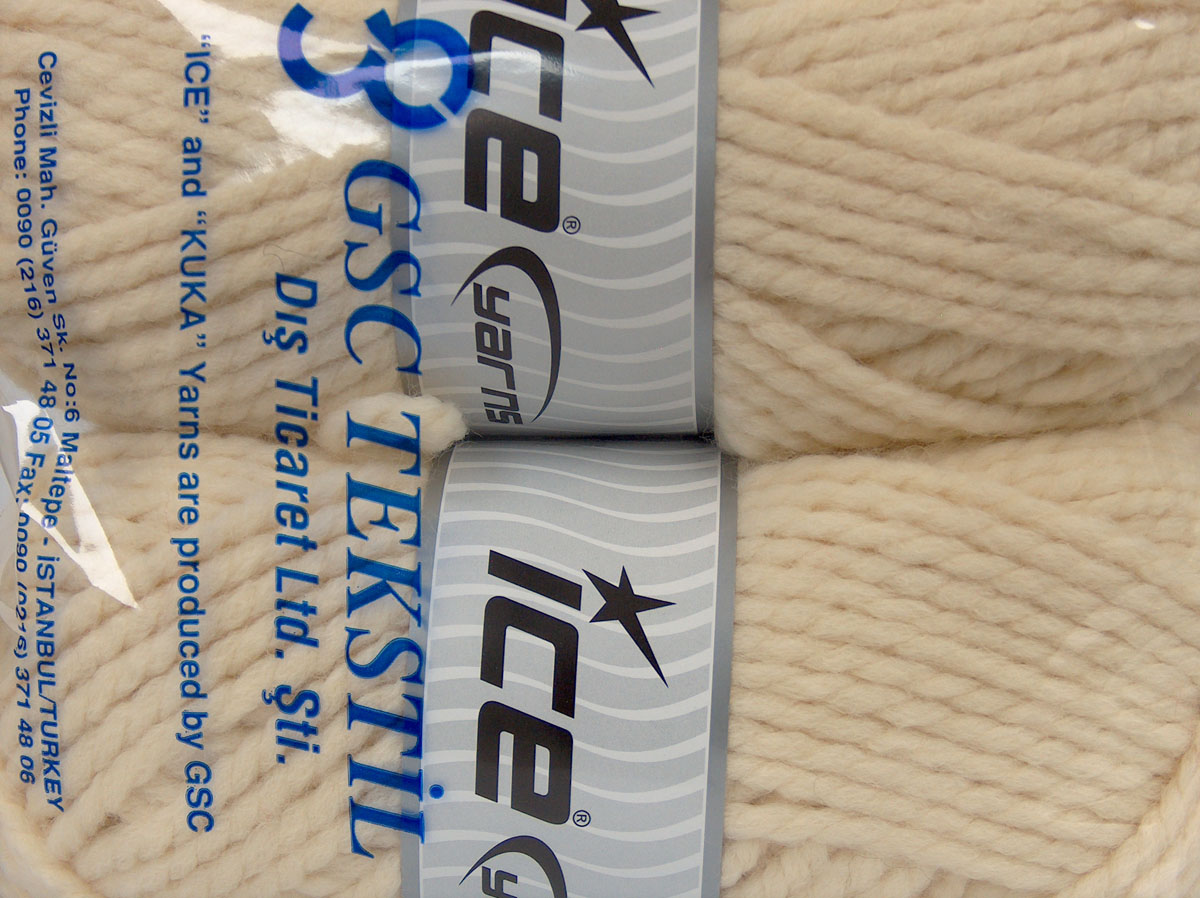 GSC TEKSTİL
Dış Ticaret Ltd. Şti.
"ICE" and "KUKA" Yarns are produced by GSC
Cevizli Mah. Güven Sk. No:6 Maltepe - İSTANBUL/TURKEY
Phone: 0090 (216) 371 48 05 Fax: 0090 (0216) 371 48 06
ice®
yarns
ice®
y